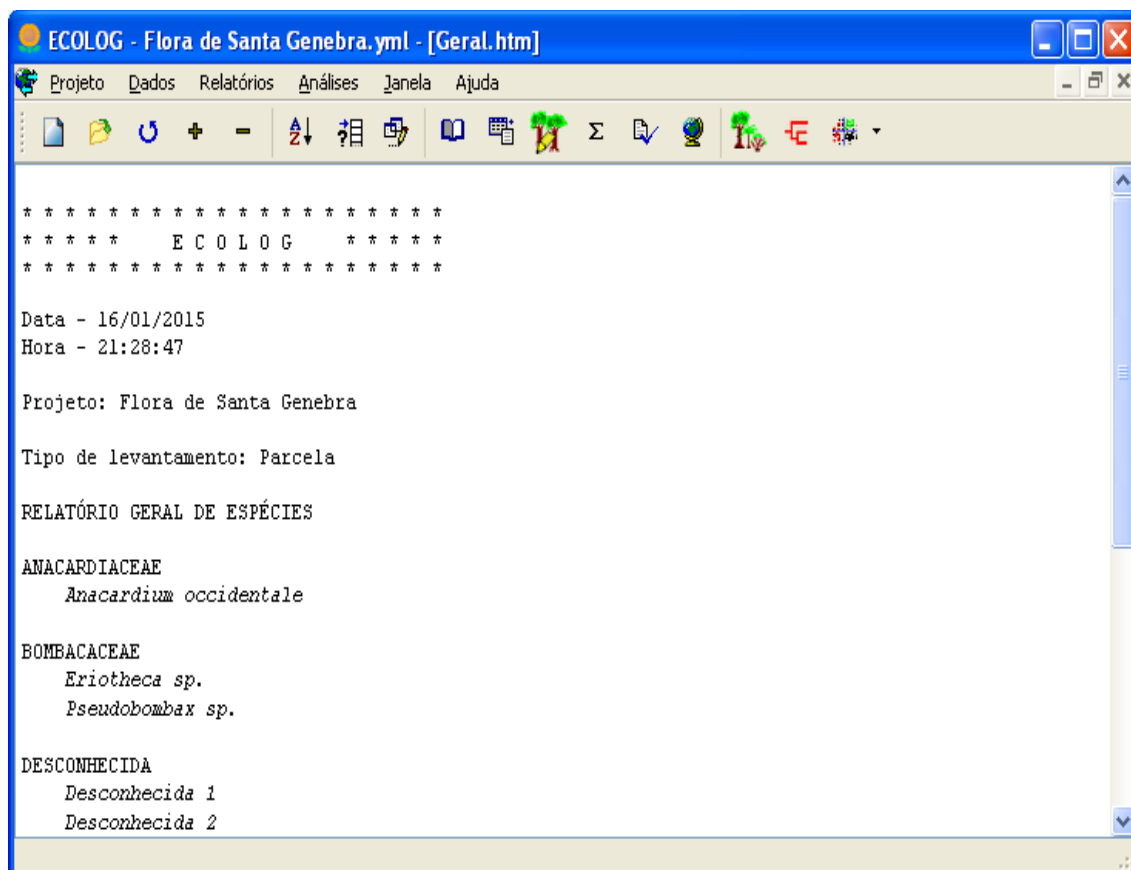 ECOLOG - Flora de Santa Genebra.yml - [Geral.htm]
Projeto Dados Relatórios Análises Janela Ajuda
* * * * * * * * * * * * * * * * * * * *
* * * * * E C O L O G * * * * *
* * * * * * * * * * * * * * * * * * * *
Data - 16/01/2015
Hora - 21:28:47
Projeto: Flora de Santa Genebra
Tipo de levantamento: Parcela
RELATÓRIO GERAL DE ESPÉCIES
ANACARDIACEAE
Anacardium occidentale
BOMBACACEAE
Eriotheca sp.
Pseudobombax sp.
DESCONHECIDA
Desconhecida 1
Desconhecida 2